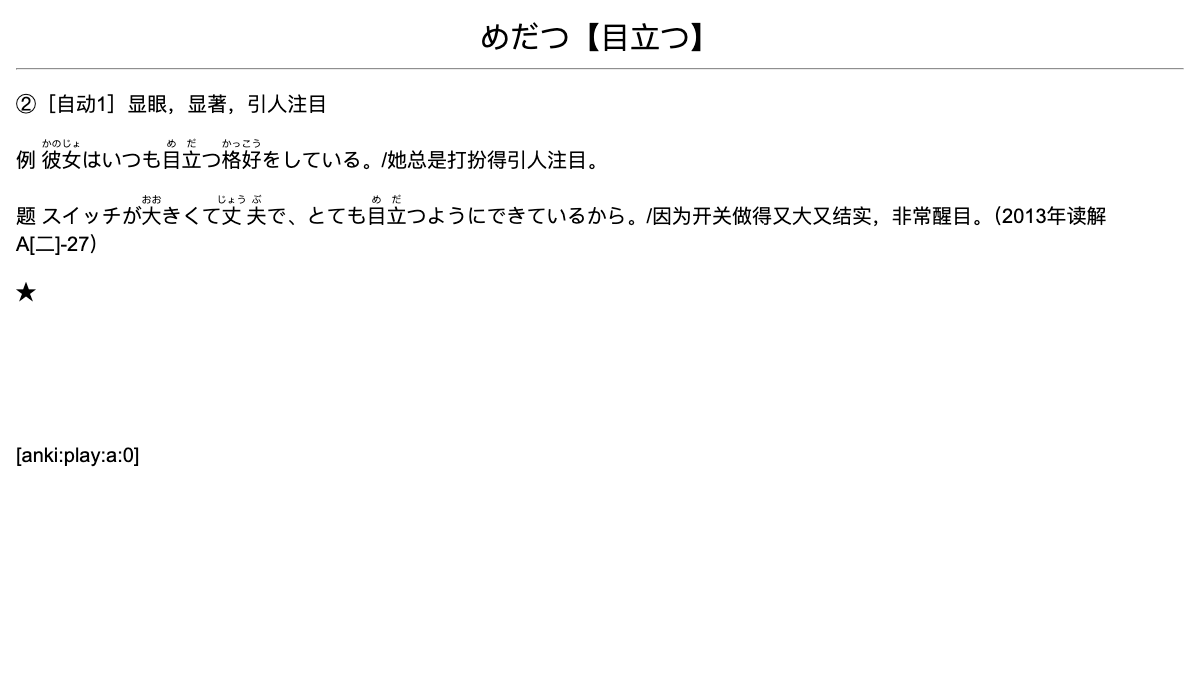 めだつ【目立つ】
②［自动1］显眼，显著，引人注目
かのじょ め だ かっこう
例 彼女はいつも目立つ格好をしている。/她总是打扮得引人注目。
おお じょう ぶ め だ
题 スイッチが大きくて丈 夫で、とても目立つようにできているから。/因为开关做得又大又结实，非常醒目。（2013年读解
A[二]-27）
★
[anki:play:a:0]